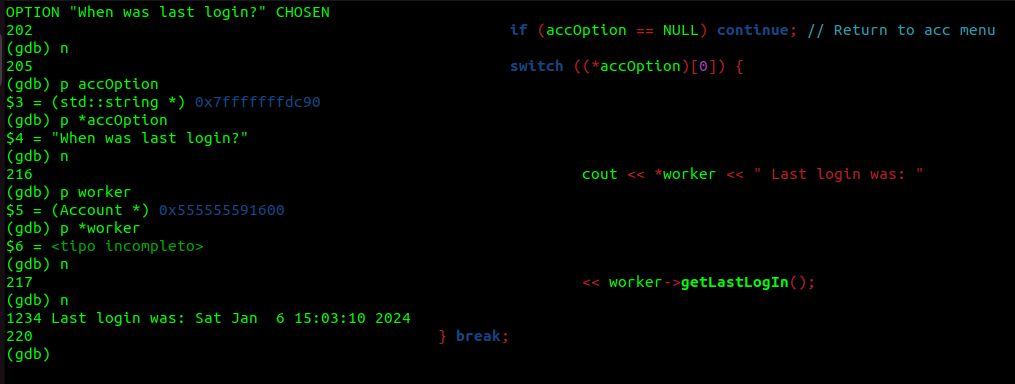 OPTION "When was last login?" CHOSEN
202 if (accOption == NULL) continue; // Return to acc menu
(gdb) n
205 switch ((*accOption)[0]) {
(gdb) p accOption
$3 = (std::string *) 0x7fffffffdc90
(gdb) p *accOption
$4 = "When was last login?"
(gdb) n
216 cout << *worker << " Last login was: "
(gdb) p worker
$5 = (Account *) 0x555555591600
(gdb) p *worker
$6 = <tipo incompleto>
(gdb) n
217 << worker->getLastLogIn();
(gdb) n
1234 Last login was: Sat Jan  6 15:03:10 2024
220 } break;
(gdb)